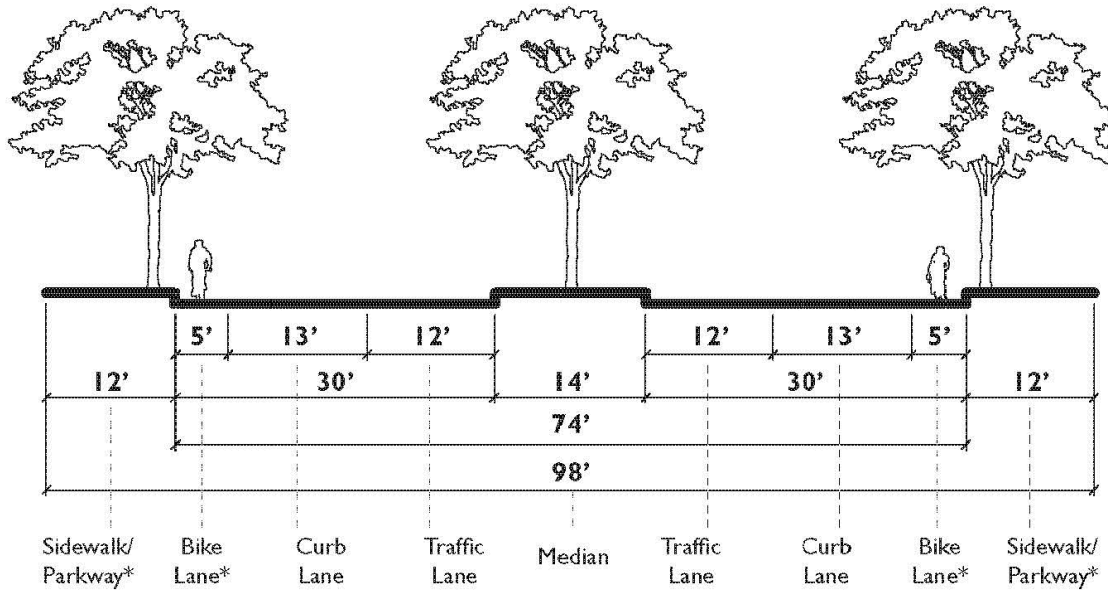 5' 13' 12' 12' 13' 5'
12' 30' 14' 30' 12'
74'
98'
Sidewalk/ Bike Curb Traffic Median Traffic Curb Bike Sidewalk/
Parkway* Lane* Lane Lane Lane Lane Lane* Parkway*